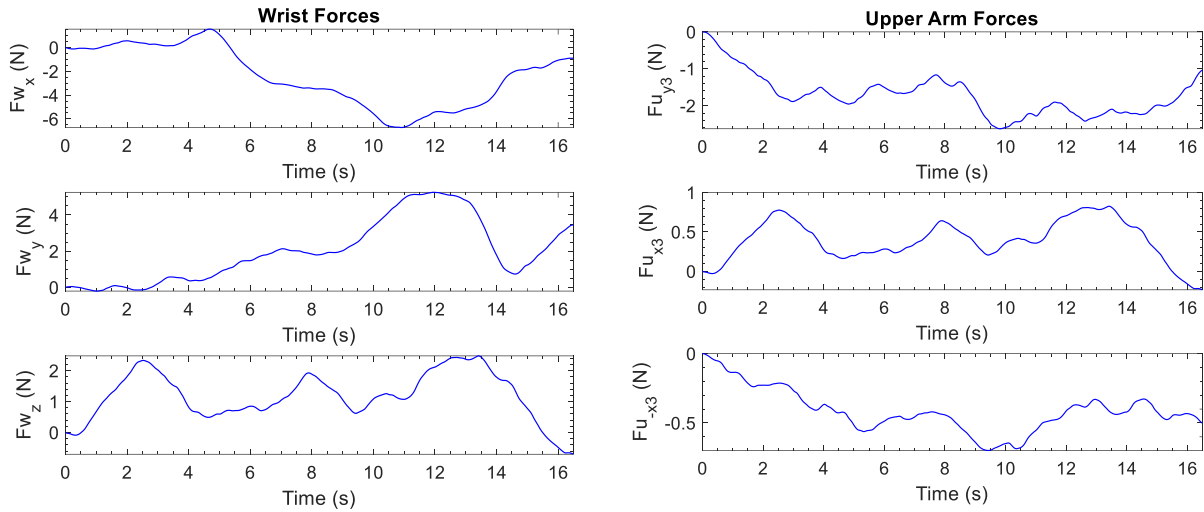 Wrist Forces
Fw_x (N)
0
-2
-4
-6
0 2 4 6 8 10 12 14 16
Time (s)
Fw_y (N)
4
2
0
0 2 4 6 8 10 12 14 16
Time (s)
Fw_z (N)
2
1
0
0 2 4 6 8 10 12 14 16
Time (s)
Upper Arm Forces
Fu_y3 (N)
0
-1
-2
0 2 4 6 8 10 12 14 16
Time (s)
Fu_x3 (N)
1
0.5
0
0 2 4 6 8 10 12 14 16
Time (s)
Fu_-x3 (N)
0
-0.5
0 2 4 6 8 10 12 14 16
Time (s)